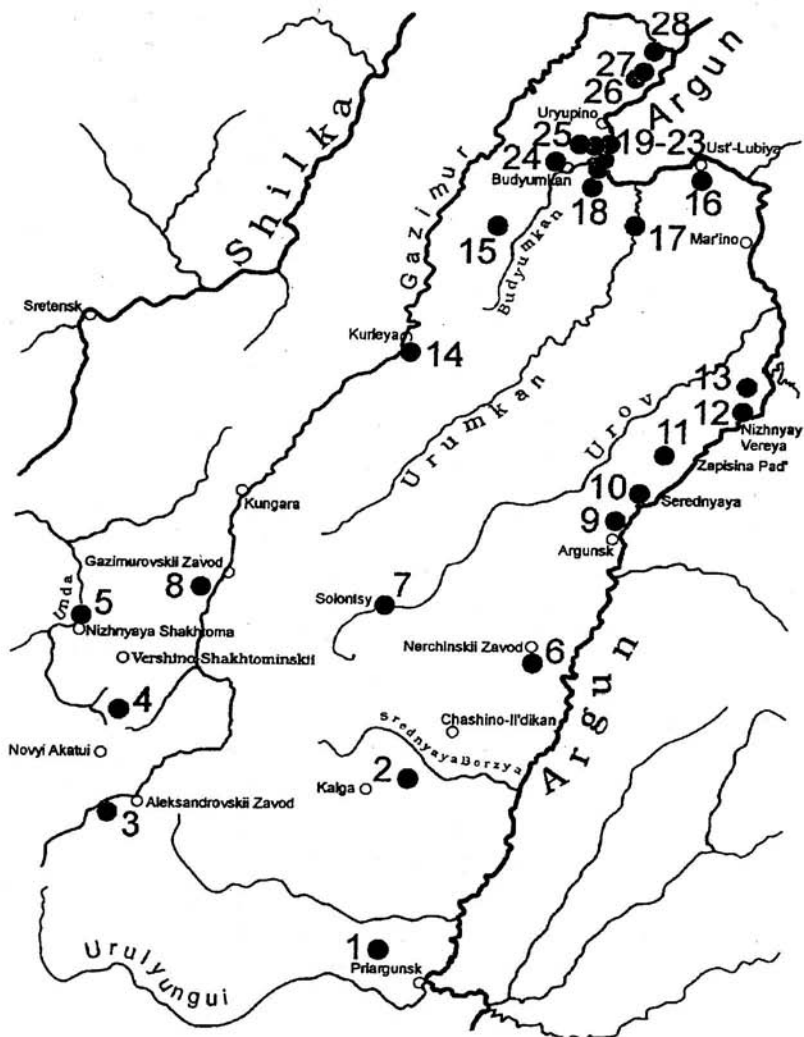 28
27
26
Argun
Shilka
Uryupino
25
19-23
Ust'-Lubiya
24
Budyumkan
18
16
Gazimur
15
Budyumkan
17
Mar'ino
Sretensk
Kurleya
14
13
12
Nizhnyay
Vereya
Urumkan
Urov
11
Zapisina Pad'
10
Serednyaya
Kungara
9
Argunsk
Gazimurovskii Zavod
8
7
Solontsy
Unda
5
Nizhnyaya Shakhtoma
Nerchinskii Zavod
6
Vershino-Shakhtominskii
Argun
4
Chashino-Il'dikan
Srednyaya Borzya
Novyi Akatui
2
Kalga
Aleksandrovskii Zavod
3
1
Priargunsk
Urulyungui